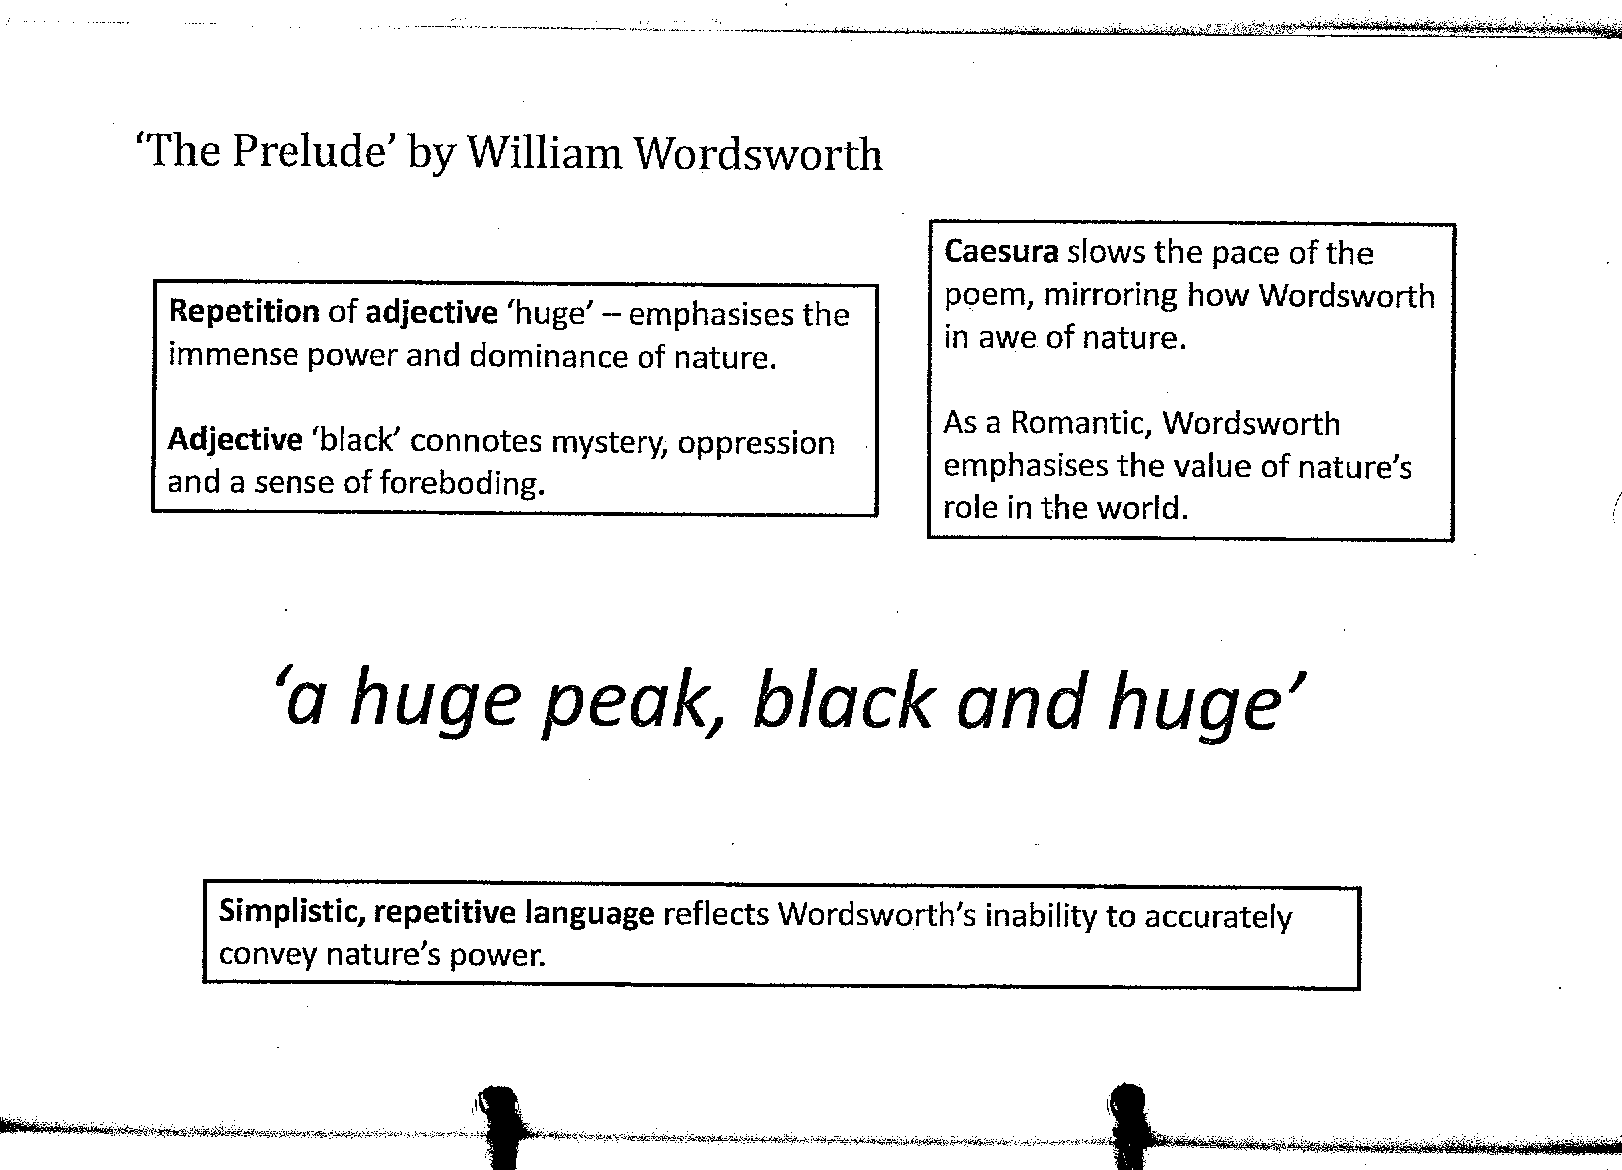 ‘The Prelude’ by William Wordsworth
Repetition of adjective ‘huge’ – emphasises the
immense power and dominance of nature.
Adjective ‘black’ connotes mystery, oppression
and a sense of foreboding.
Caesura slows the pace of the
poem, mirroring how Wordsworth
in awe of nature.
As a Romantic, Wordsworth
emphasises the value of nature’s
role in the world.
‘a huge peak, black and huge’
Simplistic, repetitive language reflects Wordsworth’s inability to accurately
convey nature’s power.